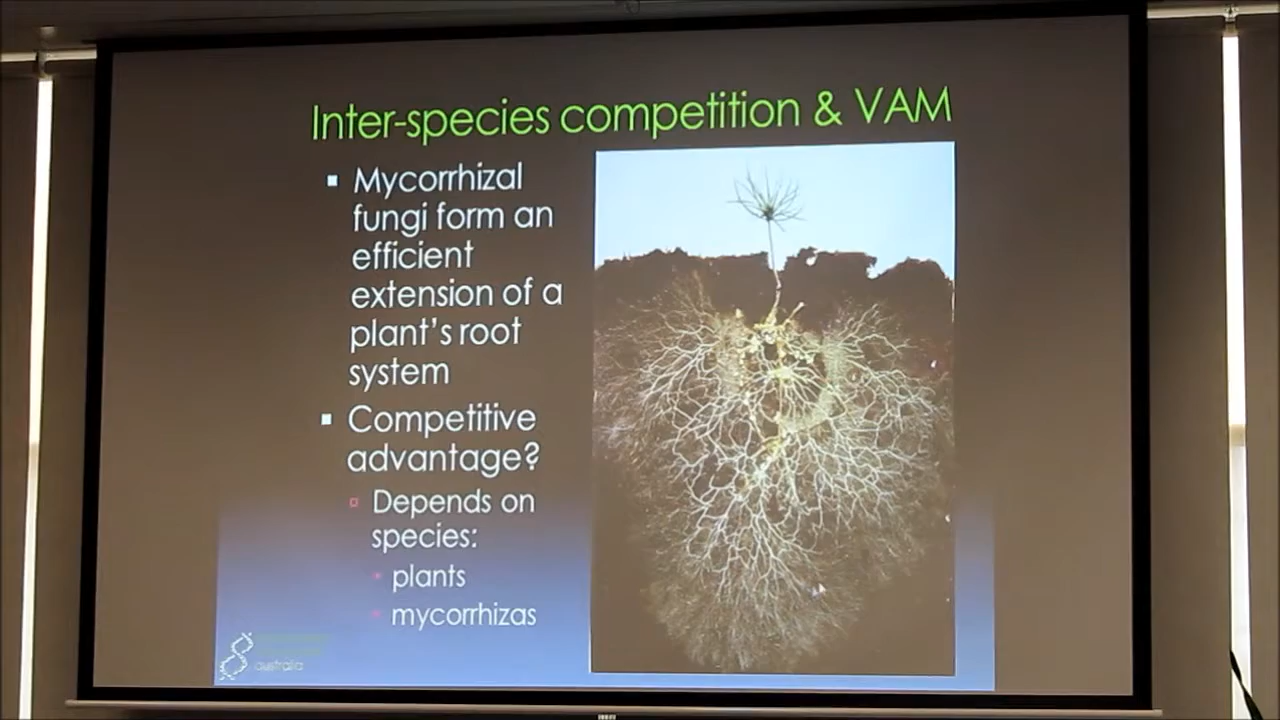 Inter-species competition & VAM
Mycorrhizal
fungi form an
efficient
extension of a
plant's root
system
Competitive
advantage?
Depends on
species:
plants
mycorrhizas
australia